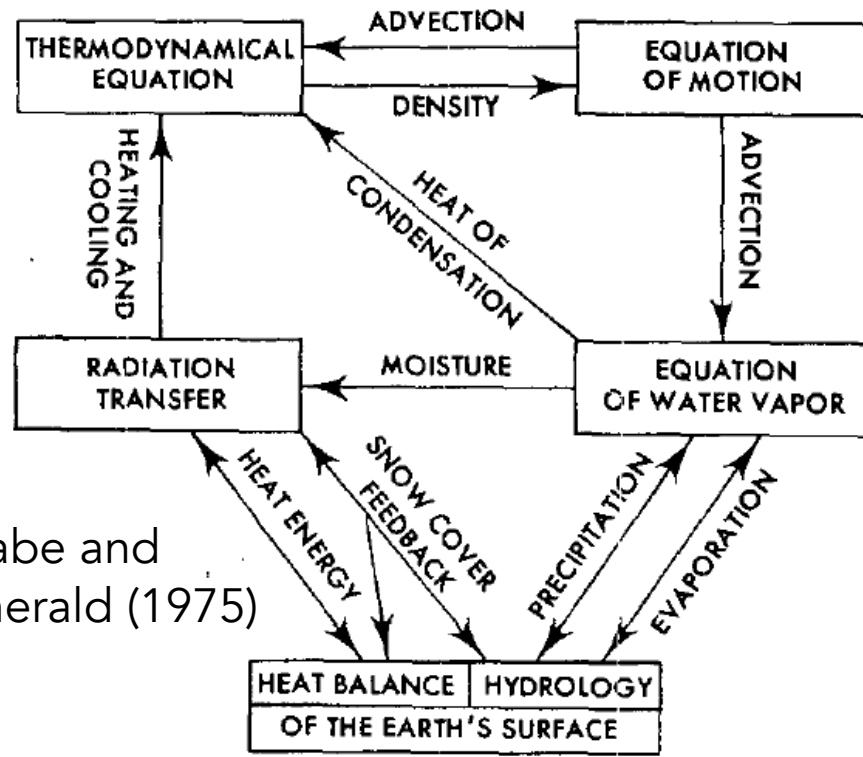 ADVECTION
THERMODYNAMICAL
EQUATION
EQUATION
OF MOTION
DENSITY
HEATING AND
COOLING
HEAT OF
CONDENSATION
ADVECTION
RADIATION
TRANSFER
MOISTURE
EQUATION
OF WATER VAPOR
HEAT ENERGY
SNOW COVER
FEEDBACK
PRECIPITATION
EVAPORATION
abe and
herald (1975)
HEAT BALANCE
HYDROLOGY
OF THE EARTH'S SURFACE